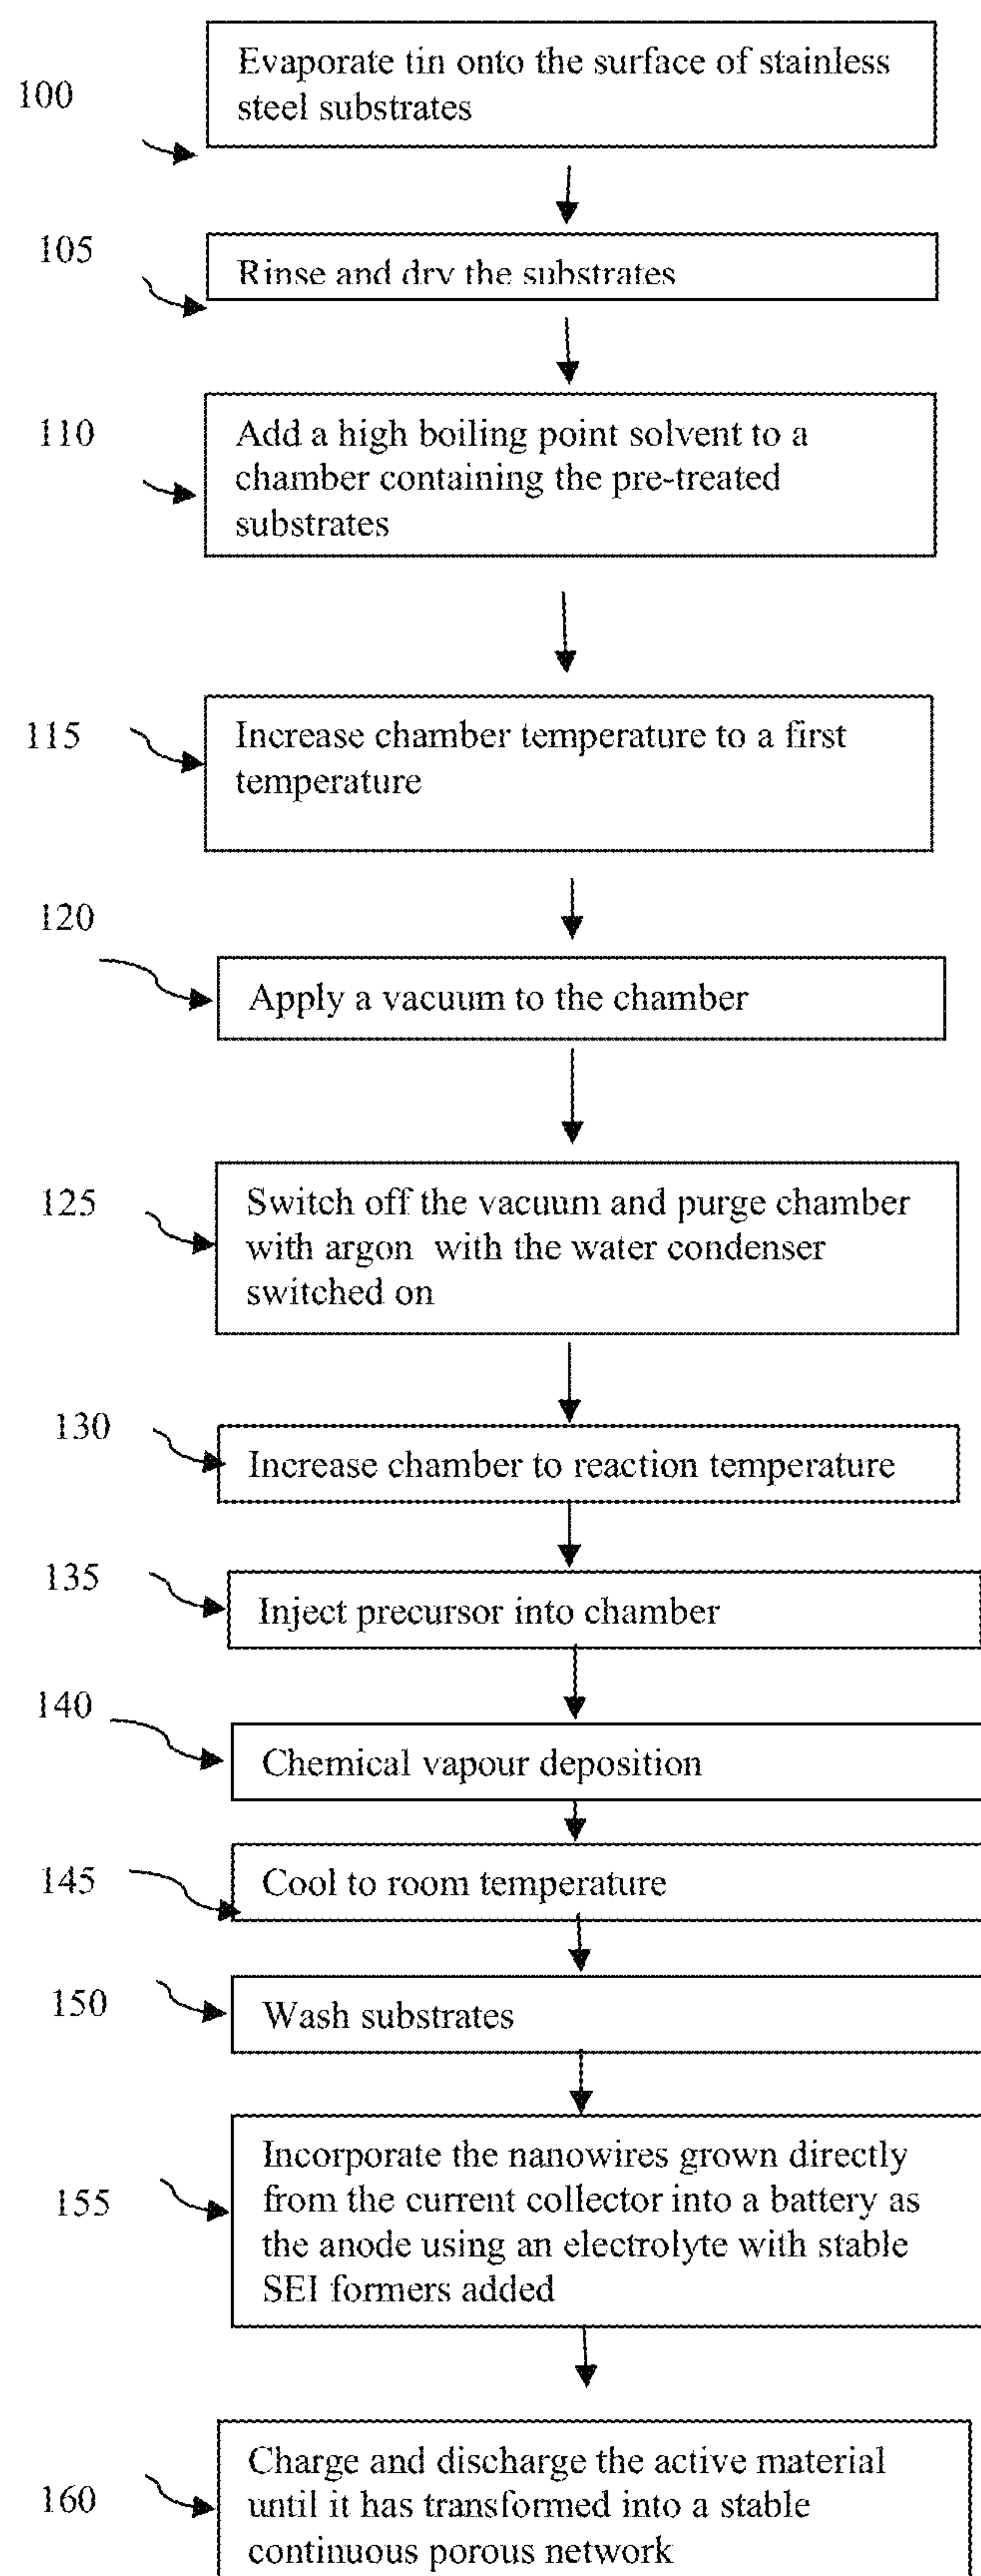 100
Evaporate tin onto the surface of stainless
steel substrates
105
Rinse and dry the substrates
110
Add a high boiling point solvent to a
chamber containing the pre-treated
substrates
115
Increase chamber temperature to a first
temperature
120
Apply a vacuum to the chamber
125
Switch off the vacuum and purge chamber
with argon with the water condenser
switched on
130
Increase chamber to reaction temperature
135
Inject precursor into chamber
140
Chemical vapour deposition
145
Cool to room temperature
150
Wash substrates
155
Incorporate the nanowires grown directly
from the current collector into a battery as
the anode using an electrolyte with stable
SEI formers added
160
Charge and discharge the active material
until it has transformed into a stable
continuous porous network